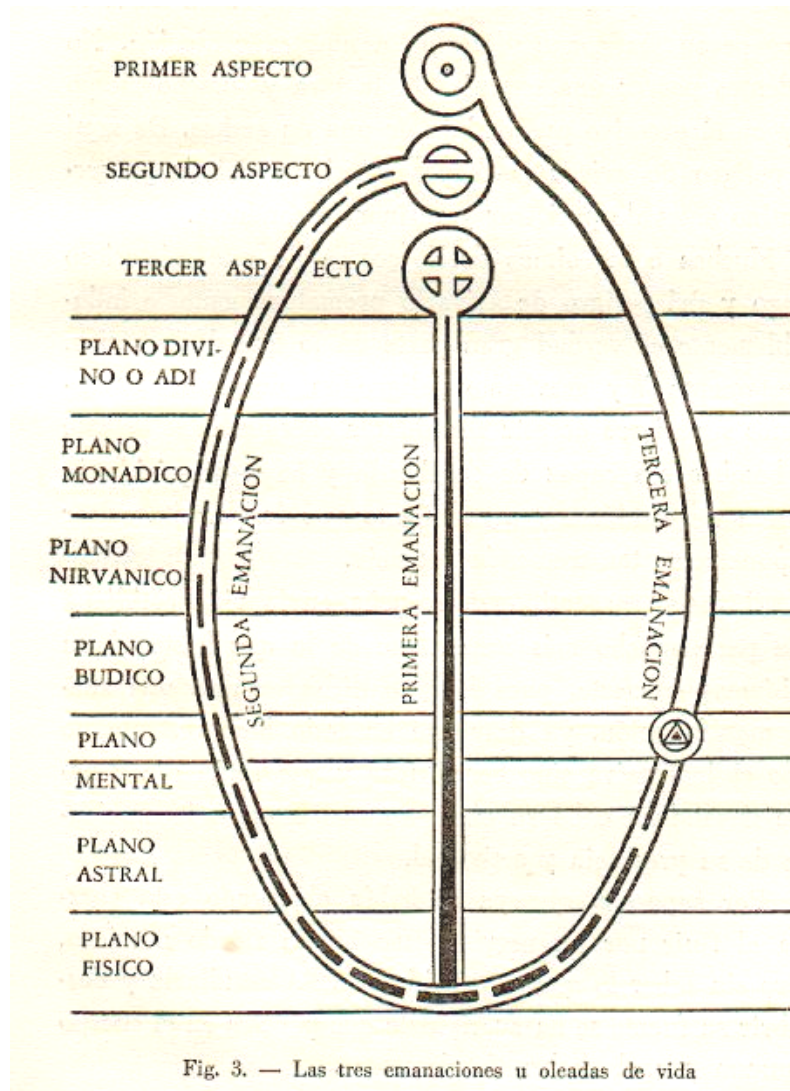 PRIMER ASPECTO
SEGUNDO ASPECTO
TERCER ASPECTO
PLANO DIVI-
NO O ADI
PLANO
MONADICO
PLANO
NIRVANICO
PLANO
BUDICO
PLANO
MENTAL
PLANO
ASTRAL
PLANO
FISICO
SEGUNDA EMANACION
PRIMERA EMANACION
TERCERA EMANACION
Fig. 3. — Las tres emanaciones u oleadas de vida